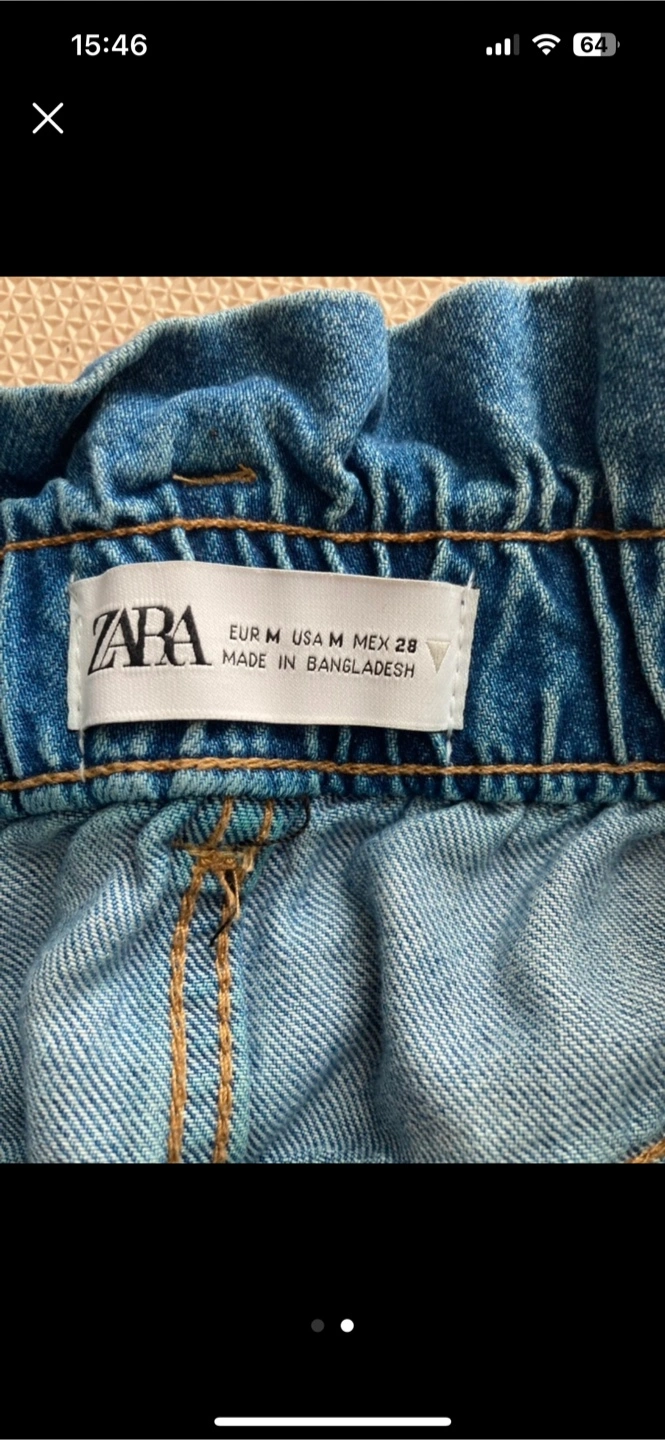 15:46
64
ZARA
EUR M USA M MEX 28
MADE IN BANGLADESH